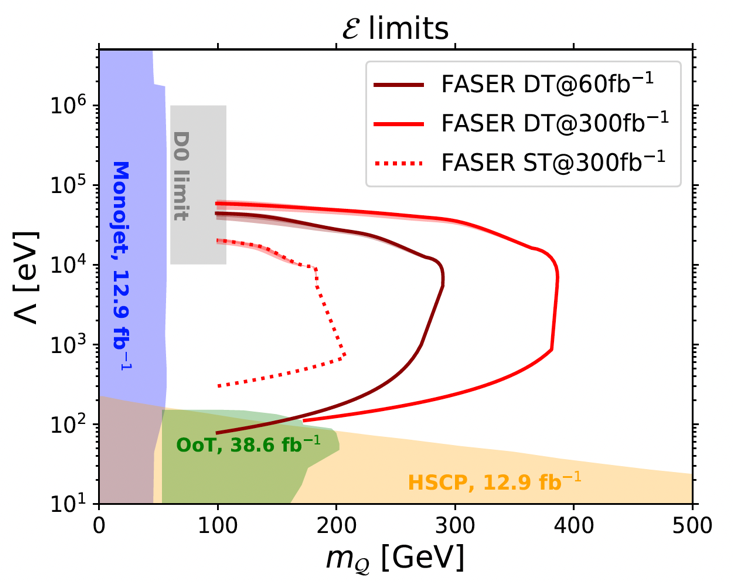 ℰ limits
FASER DT@60fb⁻¹
FASER DT@300fb⁻¹
FASER ST@300fb⁻¹
D0 limit
Monojet, 12.9 fb⁻¹
OoT, 38.6 fb⁻¹
HSCP, 12.9 fb⁻¹
Λ [eV]
10⁶
10⁵
10⁴
10³
10²
10¹
0 100 200 300 400 500
m_𝒬 [GeV]